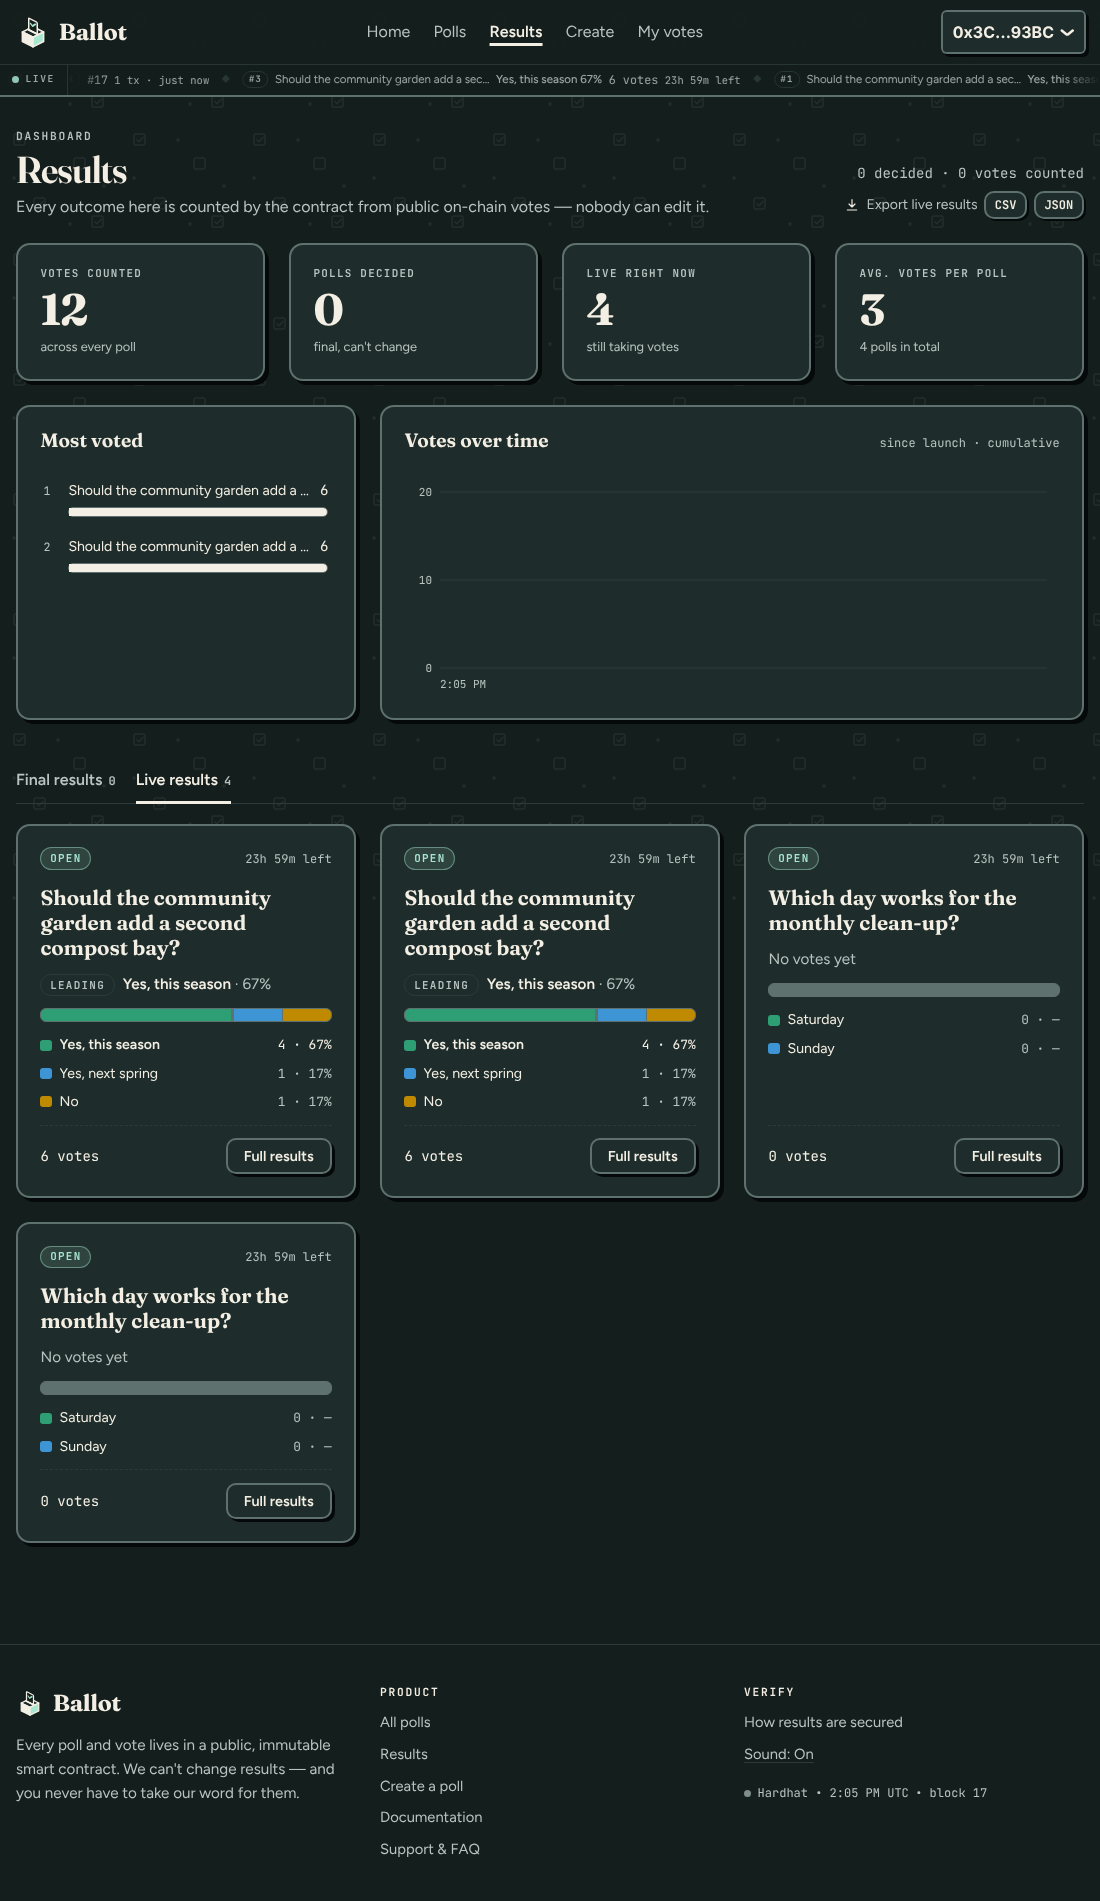 Ballot
Home Polls Results Create My votes
0x3C...93BC
LIVE #17 1 tx · just now #3 Should the community garden add a sec... Yes, this season 67% 6 votes 23h 59m left #1 Should the community garden add a sec... Yes, this seas
DASHBOARD
Results
0 decided · 0 votes counted
Every outcome here is counted by the contract from public on-chain votes — nobody can edit it.
Export live results CSV JSON
VOTES COUNTED
12
across every poll
POLLS DECIDED
0
final, can't change
LIVE RIGHT NOW
4
still taking votes
AVG. VOTES PER POLL
3
4 polls in total
Most voted
1 Should the community garden add a ... 6
2 Should the community garden add a ... 6
Votes over time
since launch · cumulative
20
10
0
2:05 PM
Final results 0 Live results 4
OPEN 23h 59m left
Should the community
garden add a second
compost bay?
LEADING Yes, this season · 67%
Yes, this season 4 · 67%
Yes, next spring 1 · 17%
No 1 · 17%
6 votes Full results
OPEN 23h 59m left
Should the community
garden add a second
compost bay?
LEADING Yes, this season · 67%
Yes, this season 4 · 67%
Yes, next spring 1 · 17%
No 1 · 17%
6 votes Full results
OPEN 23h 59m left
Which day works for the
monthly clean-up?
No votes yet
Saturday 0 · —
Sunday 0 · —
0 votes Full results
OPEN 23h 59m left
Which day works for the
monthly clean-up?
No votes yet
Saturday 0 · —
Sunday 0 · —
0 votes Full results
Ballot
Every poll and vote lives in a public, immutable
smart contract. We can't change results — and
you never have to take our word for them.
PRODUCT
All polls
Results
Create a poll
Documentation
Support & FAQ
VERIFY
How results are secured
Sound: On
Hardhat • 2:05 PM UTC • block 17